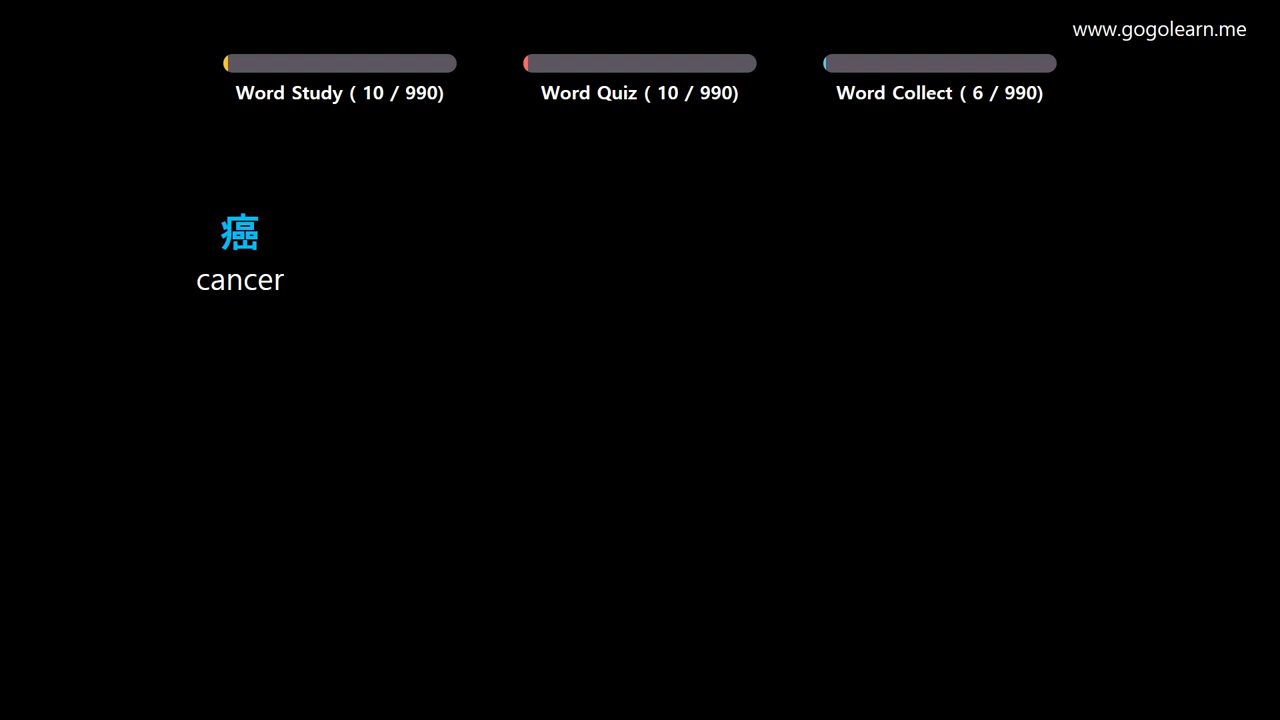 www.gogolearn.me
Word Study ( 10 / 990)
Word Quiz ( 10 / 990)
Word Collect ( 6 / 990)
癌
cancer